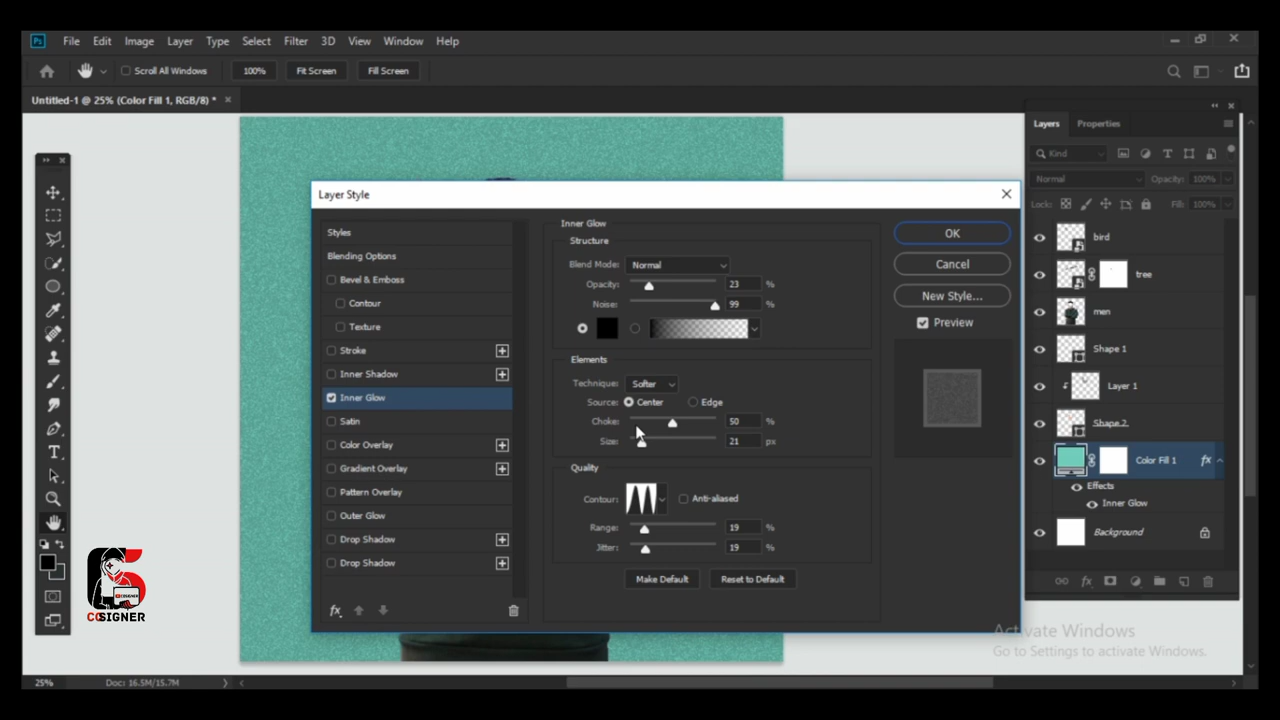 Ps File Edit Image Layer Type Select Filter 3D View Window Help
Scroll All Windows 100% Fit Screen Fill Screen
Untitled-1 @ 25% (Color Fill 1, RGB/8) *
Layers Properties
Kind
Normal Opacity: 100%
Lock: Fill: 100%
bird
tree
men
Shape 1
Layer 1
Shape 2
Color Fill 1 fx
Effects
Inner Glow
Background
fx
Layer Style
Styles
Blending Options
Bevel & Emboss
Contour
Texture
Stroke
Inner Shadow
Inner Glow
Satin
Color Overlay
Gradient Overlay
Pattern Overlay
Outer Glow
Drop Shadow
Drop Shadow
fx
Inner Glow
Structure
Blend Mode: Normal
Opacity: 23 %
Noise: 99 %
Elements
Technique: Softer
Source: Center Edge
Choke: 50 %
Size: 21 px
Quality
Contour: Anti-aliased
Range: 19 %
Jitter: 19 %
Make Default Reset to Default
OK
Cancel
New Style...
Preview
COSIGNER
COSIGNER
Activate Windows
Go to Settings to activate Windows.
25% Doc: 16.5M/15.7M